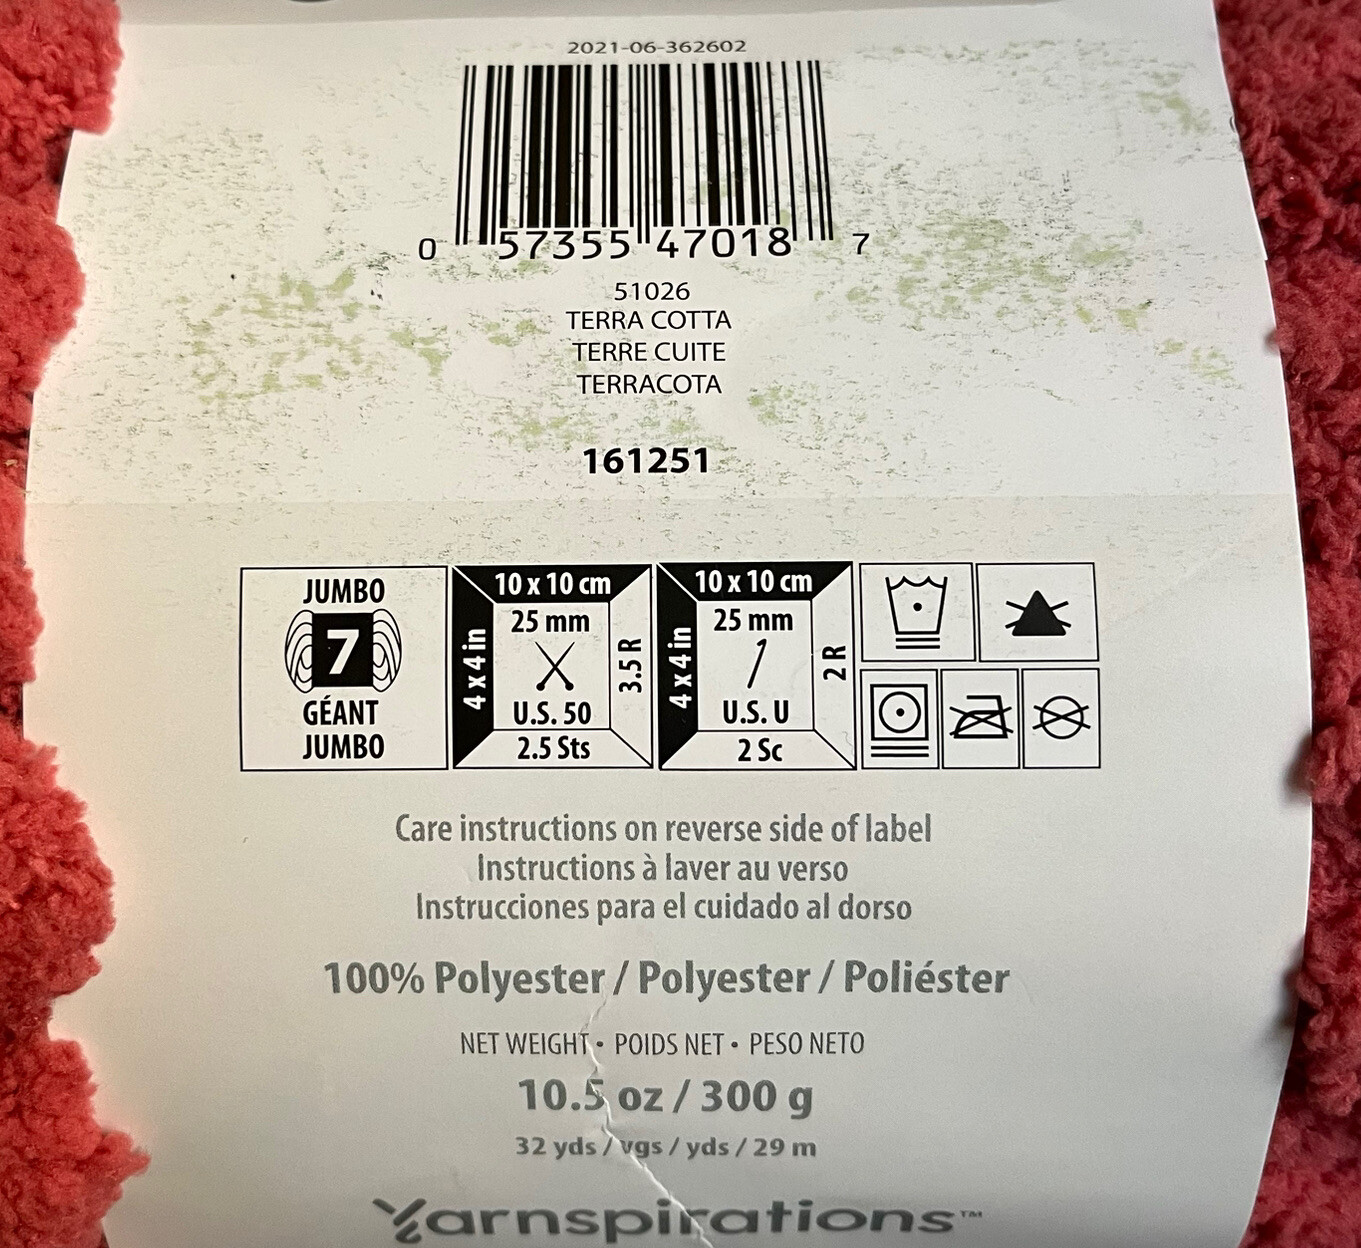 2021-06-362602
0 57355 47018 7
51026
TERRA COTTA
TERRE CUITE
TERRACOTA
161251
JUMBO
7
GÉANT
JUMBO
10 x 10 cm
4 x 4 in
25 mm
U.S. 50
3.5 R
2.5 Sts
10 x 10 cm
4 x 4 in
25 mm
U.S. U
2 R
2 Sc
Care instructions on reverse side of label
Instructions à laver au verso
Instrucciones para el cuidado al dorso
100% Polyester / Polyester / Poliéster
NET WEIGHT • POIDS NET • PESO NETO
10.5 oz / 300 g
32 yds / vgs / yds / 29 m
Yarnspirations™